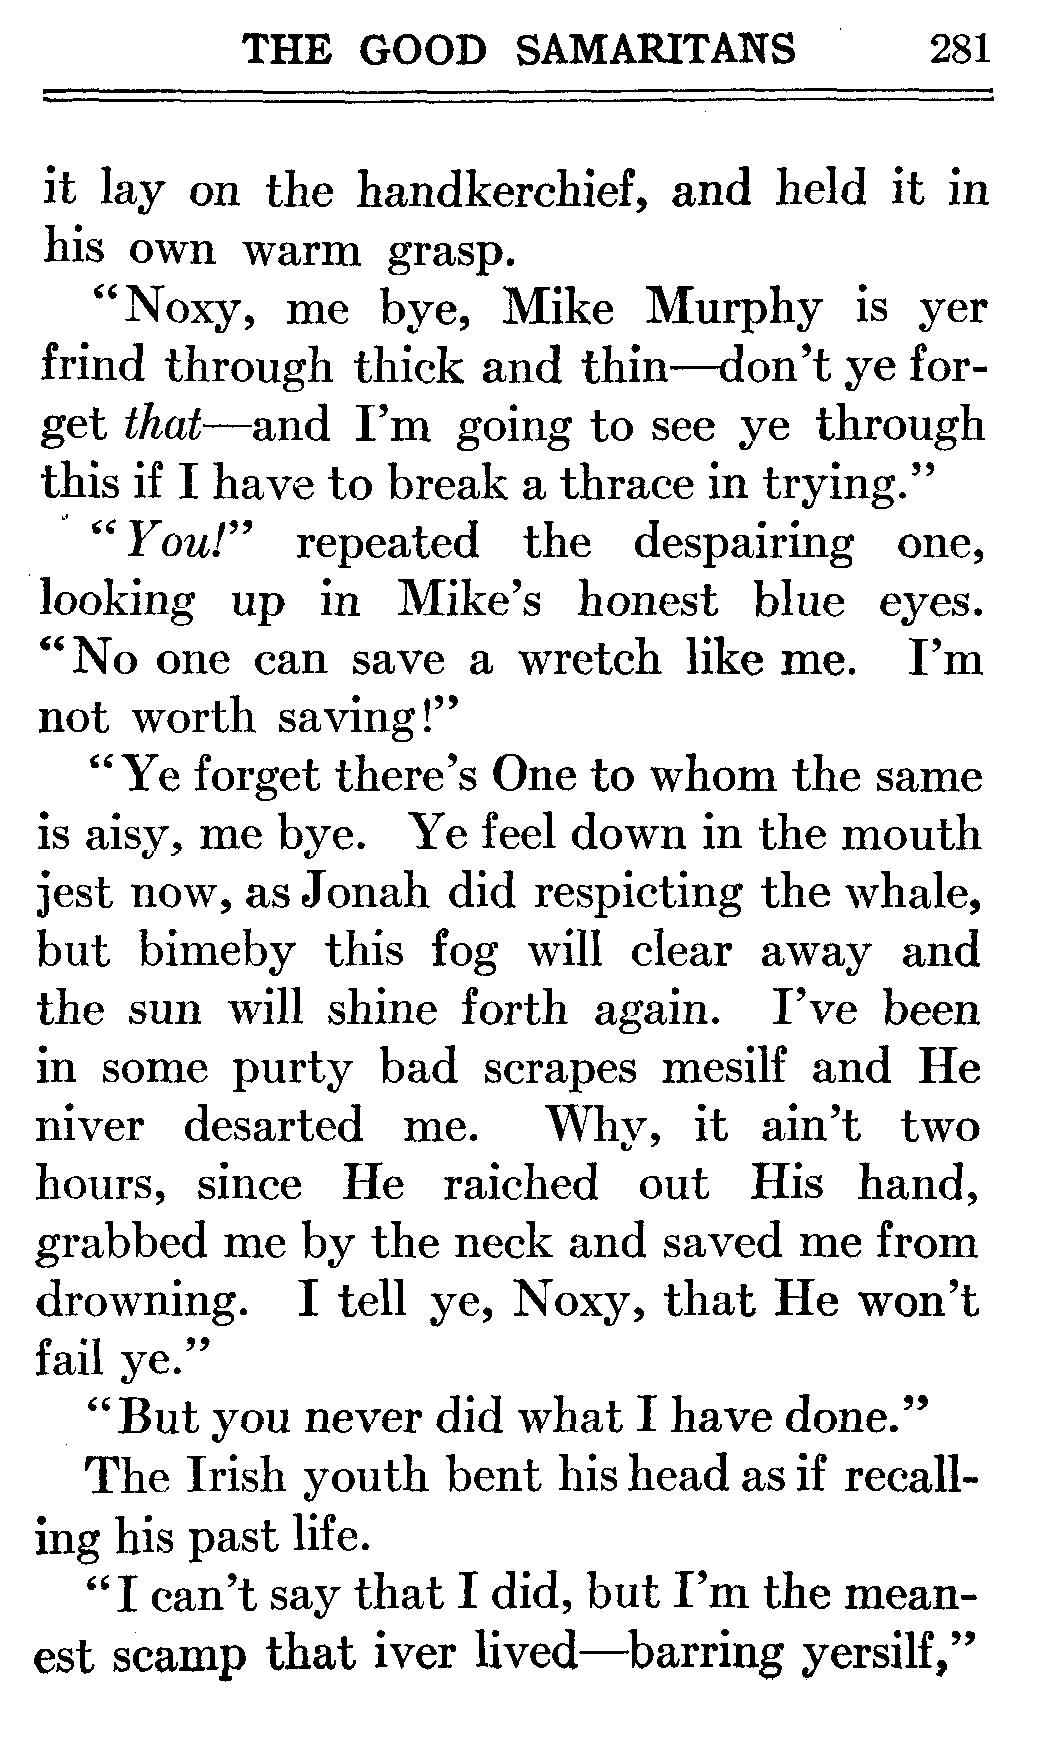 THE GOOD SAMARITANS 281
it lay on the handkerchief, and held it in
his own warm grasp.
“Noxy, me bye, Mike Murphy is yer
frind through thick and thin—don’t ye for-
get that—and I’m going to see ye through
this if I have to break a thrace in trying.”
“You!” repeated the despairing one,
looking up in Mike’s honest blue eyes.
“No one can save a wretch like me. I’m
not worth saving!”
“Ye forget there’s One to whom the same
is aisy, me bye. Ye feel down in the mouth
jest now, as Jonah did respicting the whale,
but bimeby this fog will clear away and
the sun will shine forth again. I’ve been
in some purty bad scrapes mesilf and He
niver desarted me. Why, it ain’t two
hours, since He raiched out His hand,
grabbed me by the neck and saved me from
drowning. I tell ye, Noxy, that He won’t
fail ye.”
“But you never did what I have done.”
The Irish youth bent his head as if recall-
ing his past life.
“I can’t say that I did, but I’m the mean-
est scamp that iver lived—barring yersilf,”